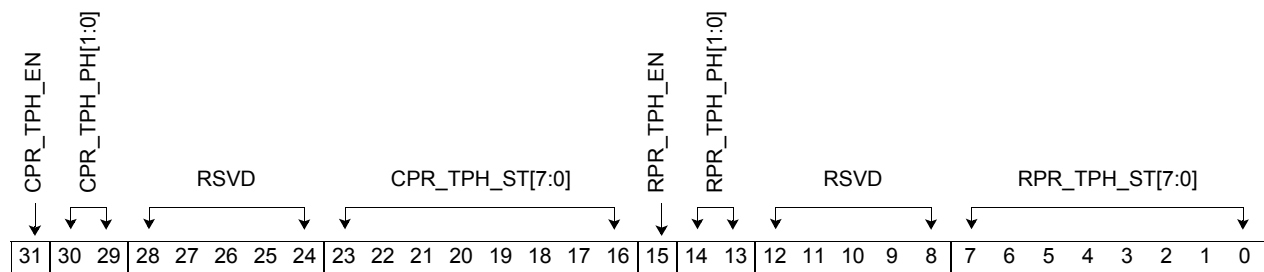 CPR_TPH_EN
CPR_TPH_PH[1:0]
RSVD
CPR_TPH_ST[7:0]
RPR_TPH_EN
RPR_TPH_PH[1:0]
RSVD
RPR_TPH_ST[7:0]
31 30 29 28 27 26 25 24 23 22 21 20 19 18 17 16 15 14 13 12 11 10 9 8 7 6 5 4 3 2 1 0